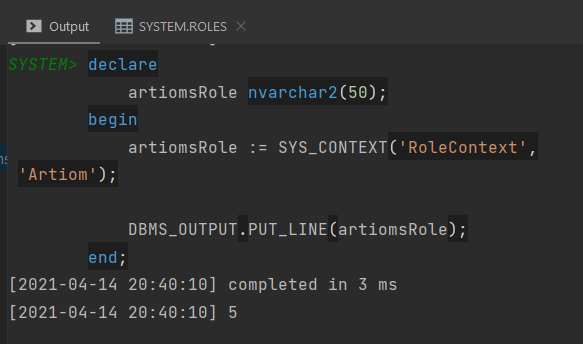 Output SYSTEM.ROLES
SYSTEM> declare
artiomsRole nvarchar2(50);
begin
artiomsRole := SYS_CONTEXT('RoleContext',
'Artiom');
DBMS_OUTPUT.PUT_LINE(artiomsRole);
end;
[2021-04-14 20:40:10] completed in 3 ms
[2021-04-14 20:40:10] 5